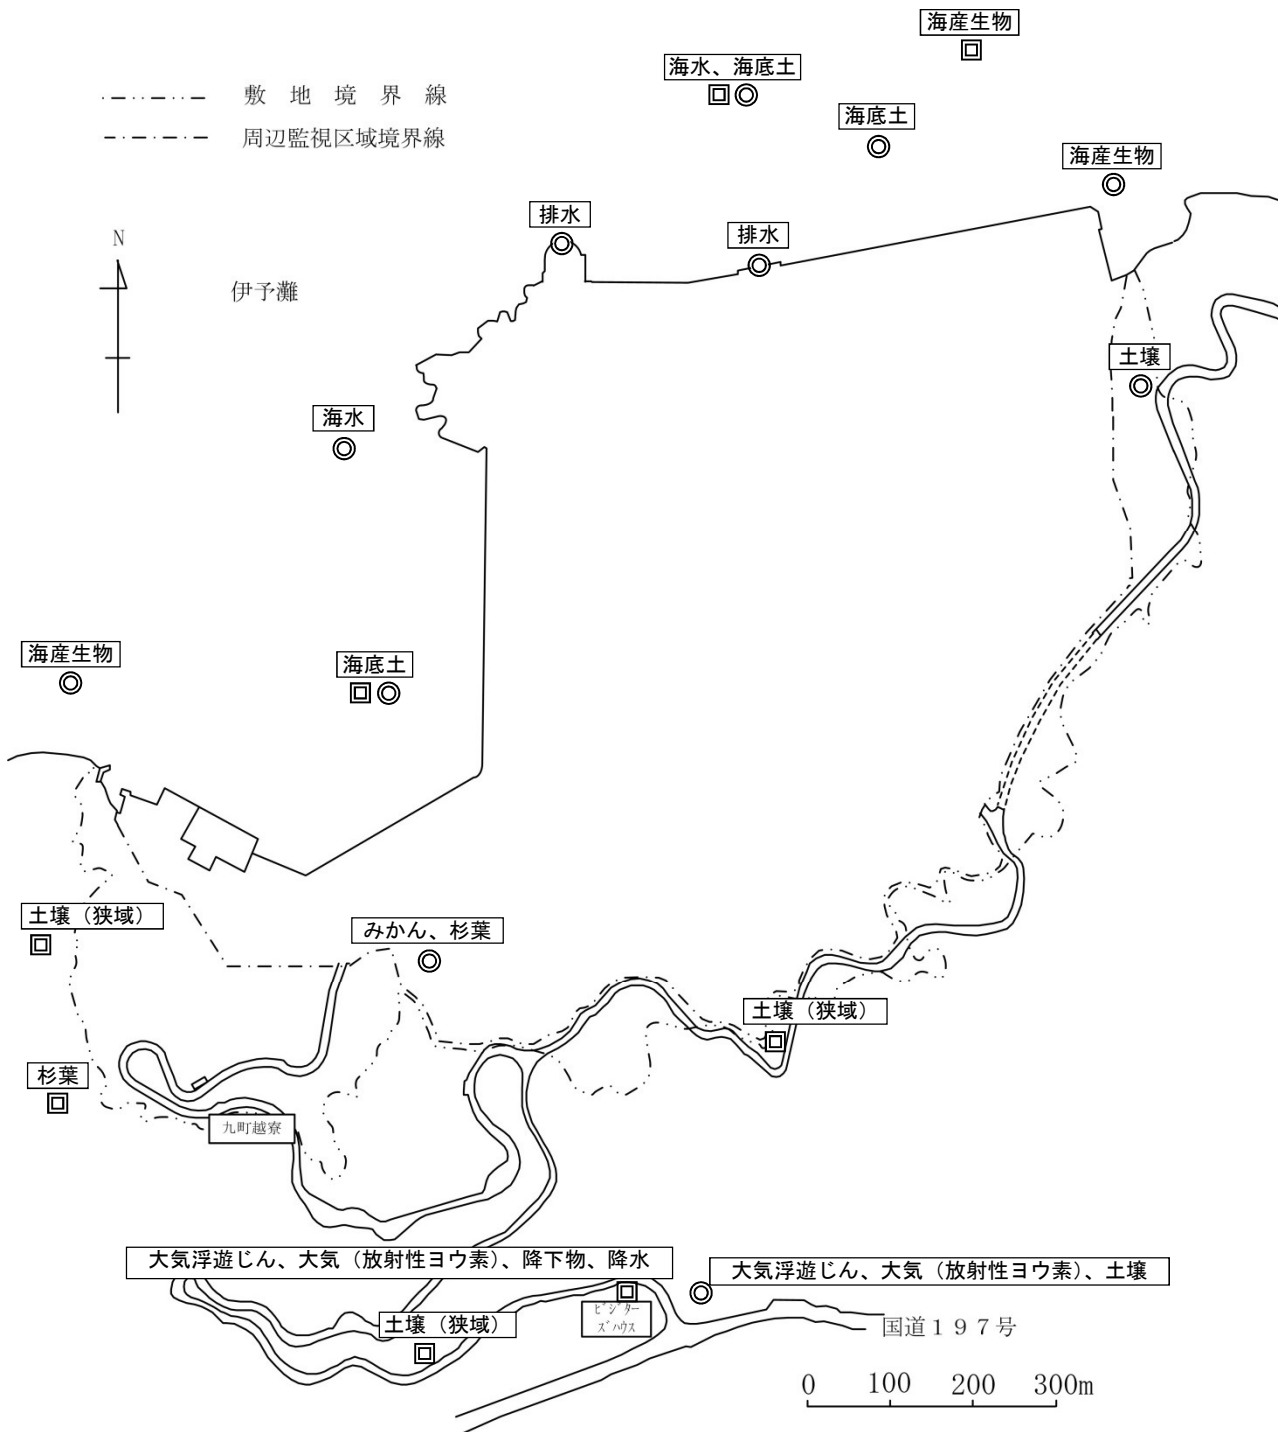 海産生物
海水、海底土
敷地境界線
海底土
周辺監視区域境界線
海産生物
排水
排水
N
伊予灘
土壌
海水
海産生物
海底土
土壌（狭域）
みかん、杉葉
土壌（狭域）
杉葉
九町越寮
大気浮遊じん、大気（放射性ヨウ素）、降下物、降水
大気浮遊じん、大気（放射性ヨウ素）、土壌
ﾋﾞｼﾞﾀｰ
ｽﾞﾊｳｽ
土壌（狭域）
国道１９７号
0 100 200 300m